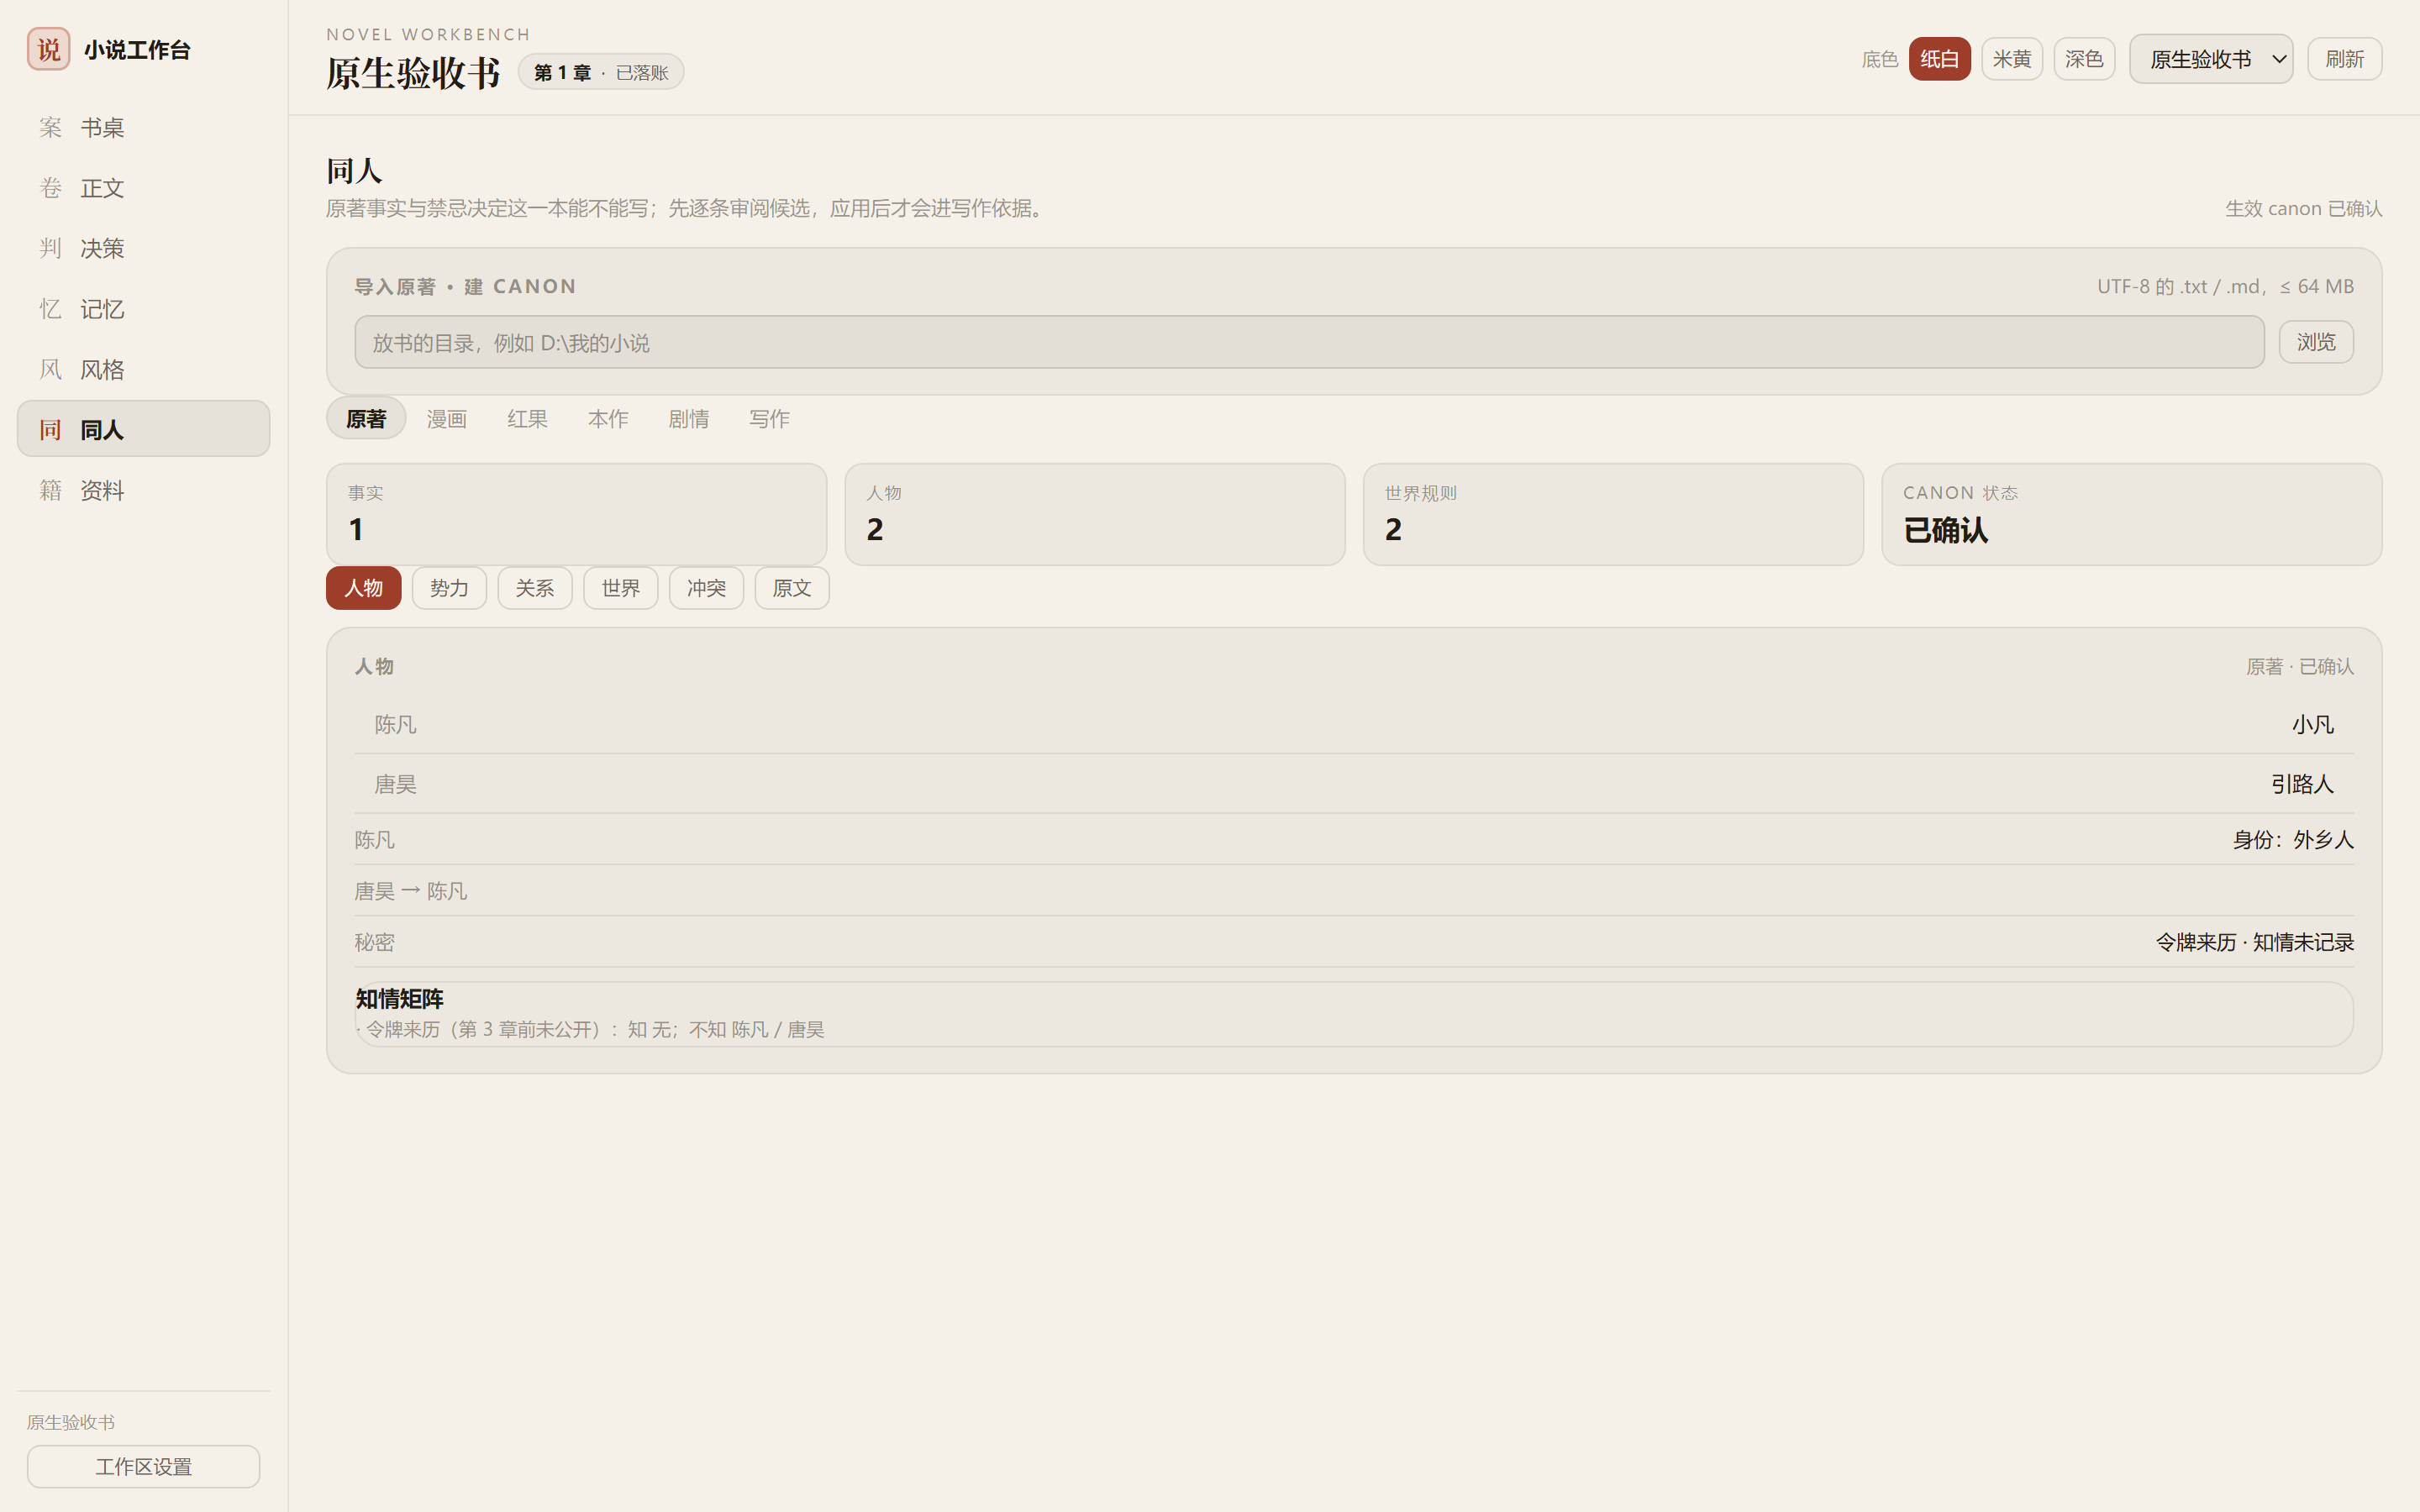 说 小说工作台
案 书桌
卷 正文
判 决策
忆 记忆
风 风格
同 同人
籍 资料
原生验收书
工作区设置
NOVEL WORKBENCH
原生验收书 第 1 章 · 已落账
底色 纸白 米黄 深色 原生验收书 刷新
同人
原著事实与禁忌决定这一本能不能写；先逐条审阅候选，应用后才会进写作依据。
生效 canon 已确认
导入原著 · 建 CANON
UTF-8 的 .txt / .md，≤ 64 MB
放书的目录，例如 D:\我的小说 浏览
原著 漫画 红果 本作 剧情 写作
事实
1
人物
2
世界规则
2
CANON 状态
已确认
人物 势力 关系 世界 冲突 原文
人物 原著 · 已确认
陈凡 小凡
唐昊 引路人
陈凡 身份：外乡人
唐昊 → 陈凡
秘密 令牌来历 · 知情未记录
知情矩阵
· 令牌来历（第 3 章前未公开）：知 无；不知 陈凡 / 唐昊